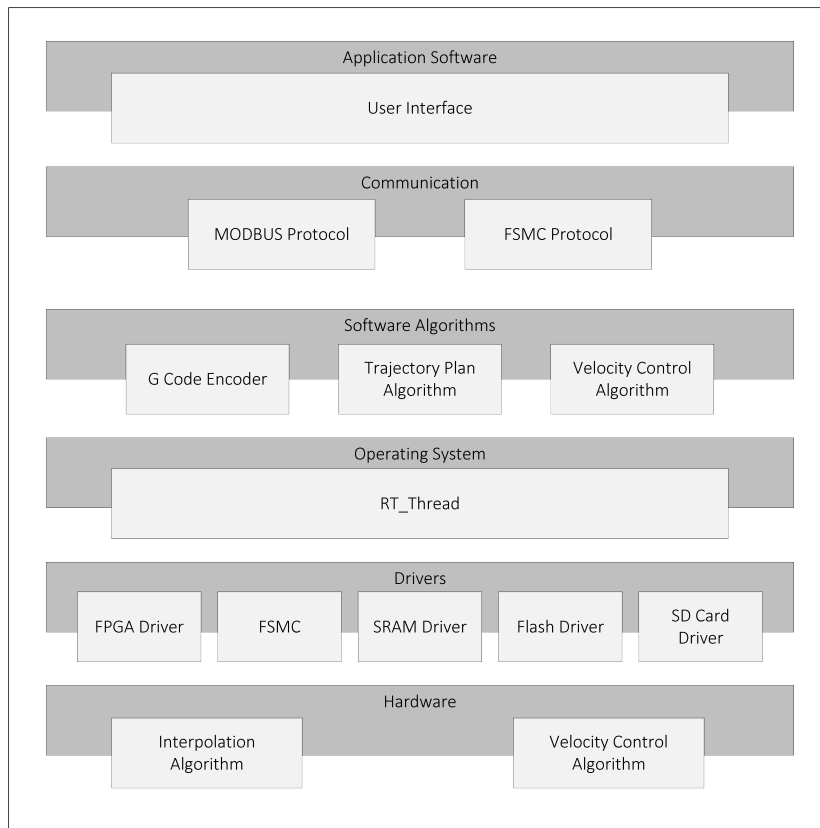 Application Software
User Interface
Communication
MODBUS Protocol
FSMC Protocol
Software Algorithms
G Code Encoder
Trajectory Plan
Algorithm
Velocity Control
Algorithm
Operating System
RT_Thread
Drivers
FPGA Driver
FSMC
SRAM Driver
Flash Driver
SD Card
Driver
Hardware
Interpolation
Algorithm
Velocity Control
Algorithm